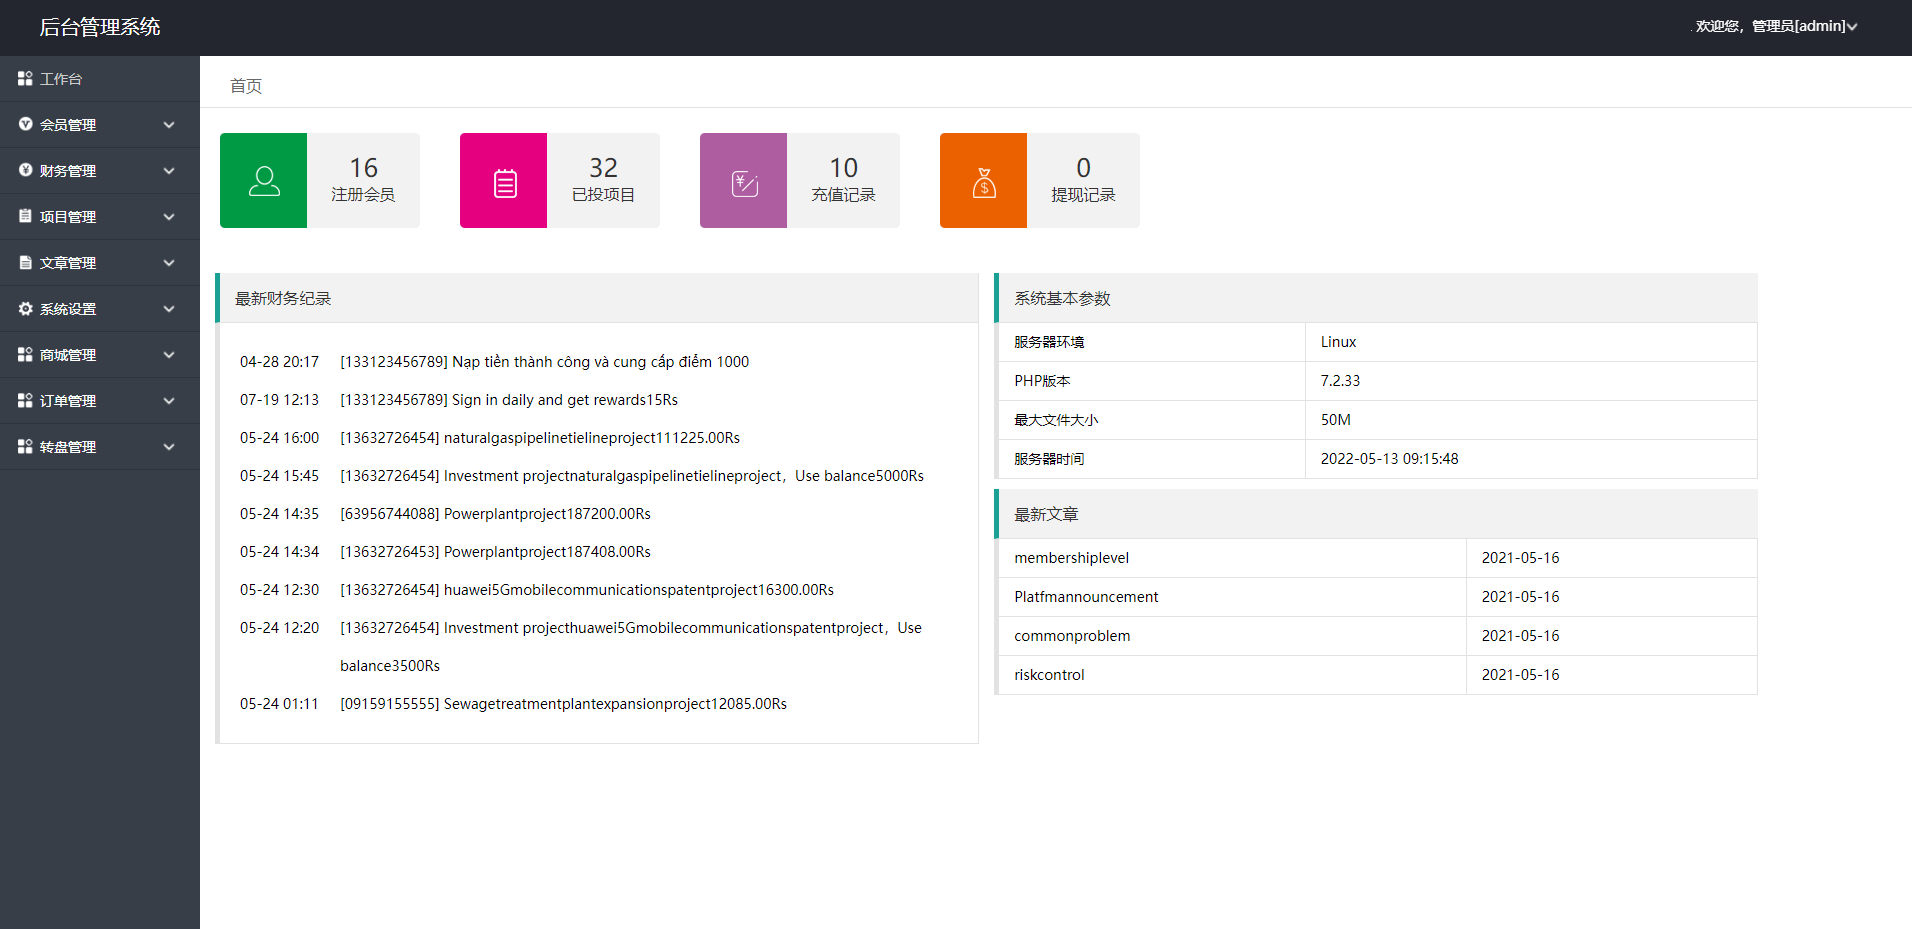 后台管理系统
. 欢迎您，管理员[admin]
工作台
会员管理
财务管理
项目管理
文章管理
系统设置
商城管理
订单管理
转盘管理
首页
16
注册会员
32
已投项目
10
充值记录
0
提现记录
最新财务纪录
04-28 20:17 [133123456789] Nạp tiền thành công và cung cấp điểm 1000
07-19 12:13 [133123456789] Sign in daily and get rewards15Rs
05-24 16:00 [13632726454] naturalgaspipelinetielineproject111225.00Rs
05-24 15:45 [13632726454] Investment projectnaturalgaspipelinetielineproject，Use balance5000Rs
05-24 14:35 [63956744088] Powerplantproject187200.00Rs
05-24 14:34 [13632726453] Powerplantproject187408.00Rs
05-24 12:30 [13632726454] huawei5Gmobilecommunicationspatentproject16300.00Rs
05-24 12:20 [13632726454] Investment projecthuawei5Gmobilecommunicationspatentproject，Use
balance3500Rs
05-24 01:11 [09159155555] Sewagetreatmentplantexpansionproject12085.00Rs
系统基本参数
服务器环境 Linux
PHP版本 7.2.33
最大文件大小 50M
服务器时间 2022-05-13 09:15:48
最新文章
membershiplevel 2021-05-16
Platfmannouncement 2021-05-16
commonproblem 2021-05-16
riskcontrol 2021-05-16